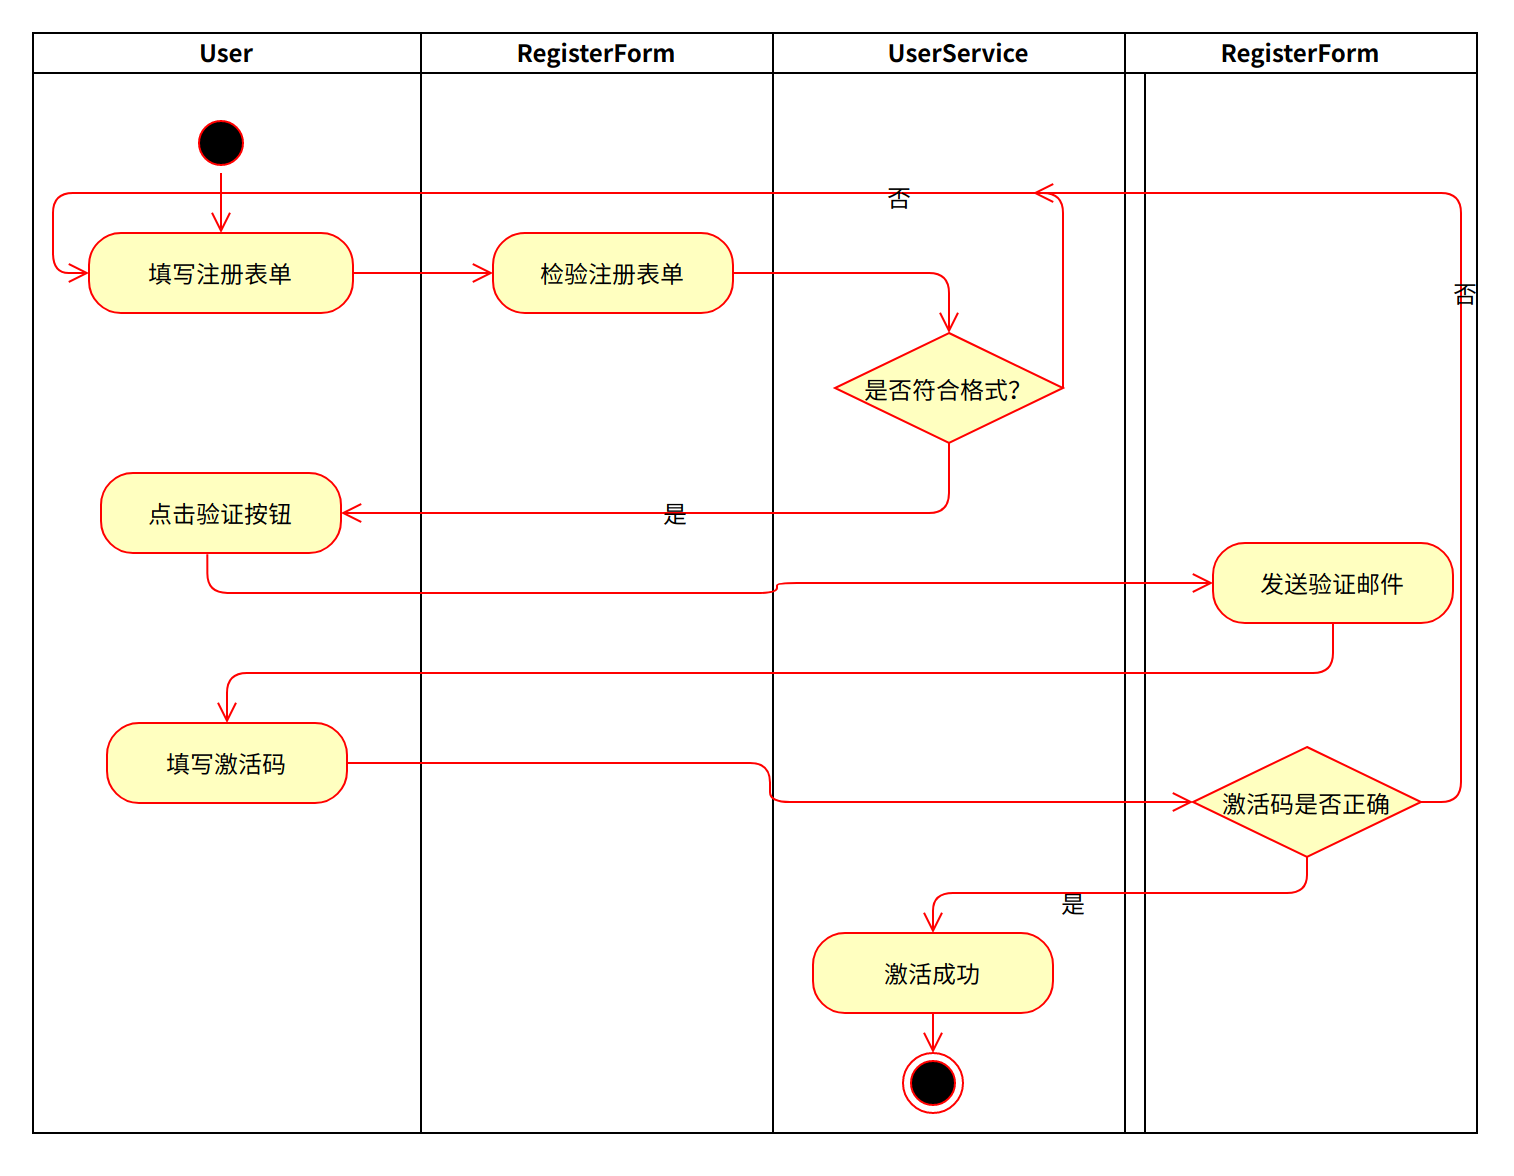 User
RegisterForm
UserService
RegisterForm
否
填写注册表单
检验注册表单
否
是否符合格式?
点击验证按钮
是
发送验证邮件
填写激活码
激活码是否正确
是
激活成功